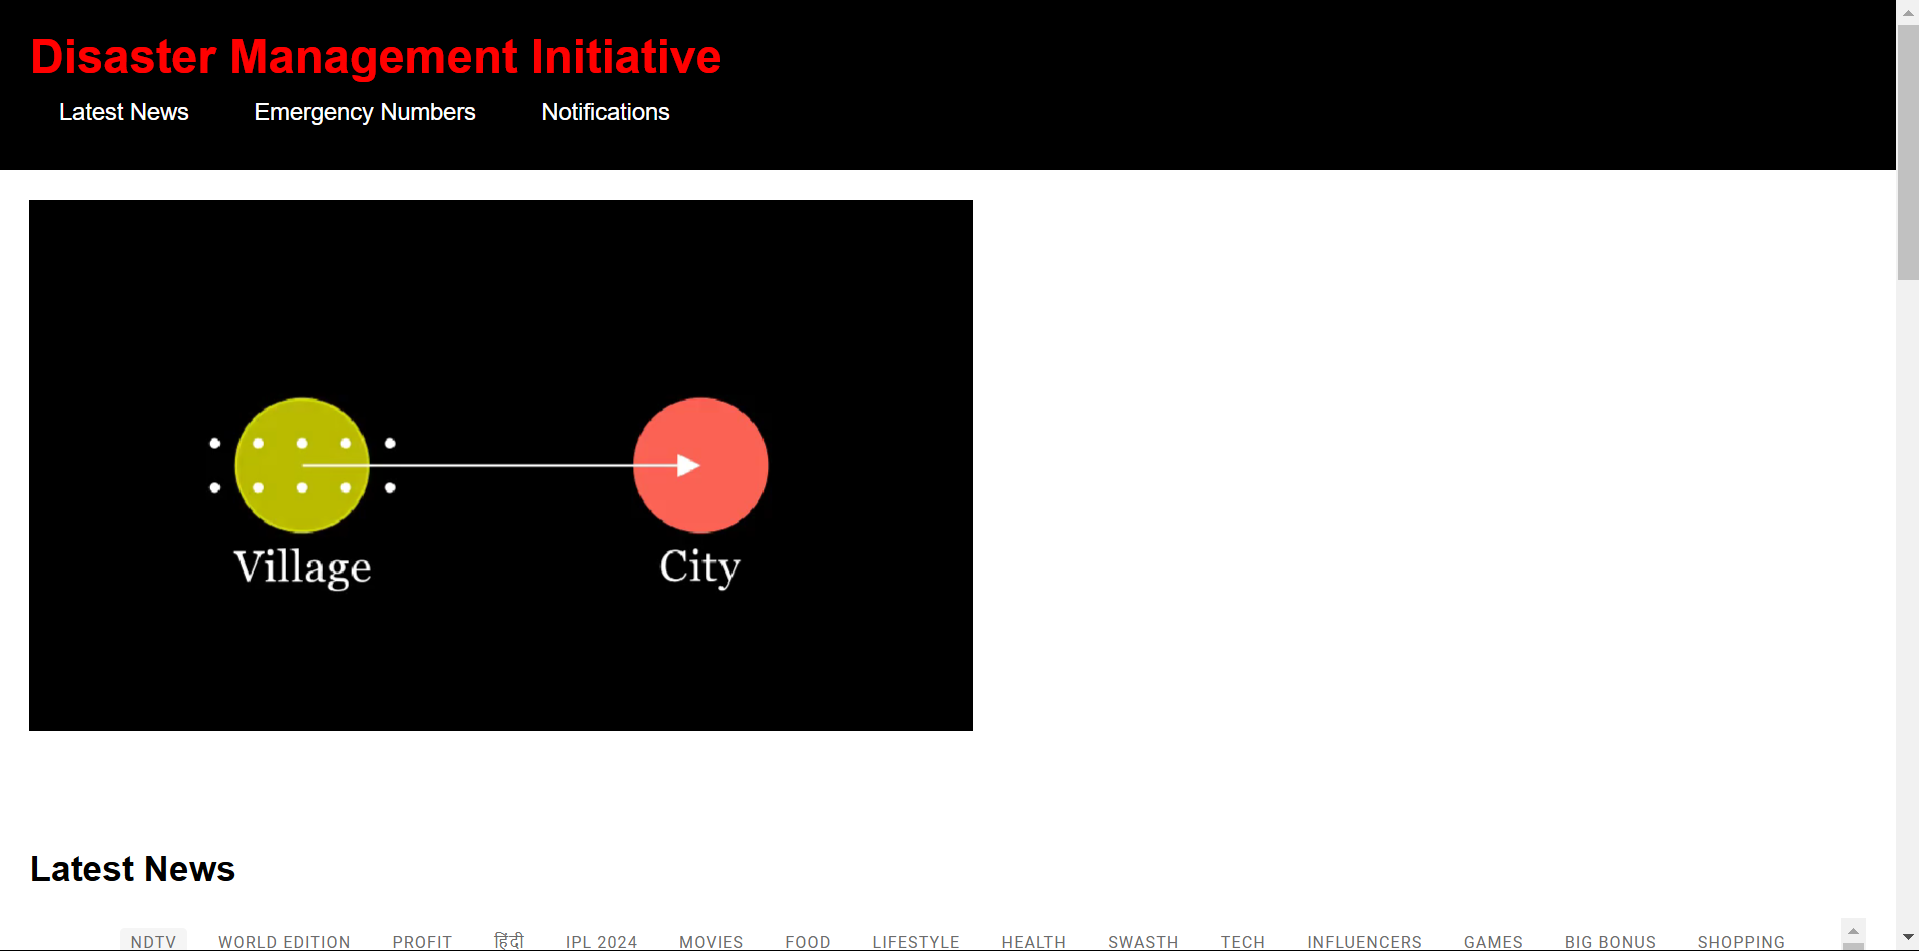 Disaster Management Initiative
Latest News Emergency Numbers Notifications
Village City
Latest News
NDTV WORLD EDITION PROFIT हिंदी IPL 2024 MOVIES FOOD LIFESTYLE HEALTH SWASTH TECH INFLUENCERS GAMES BIG BONUS SHOPPING